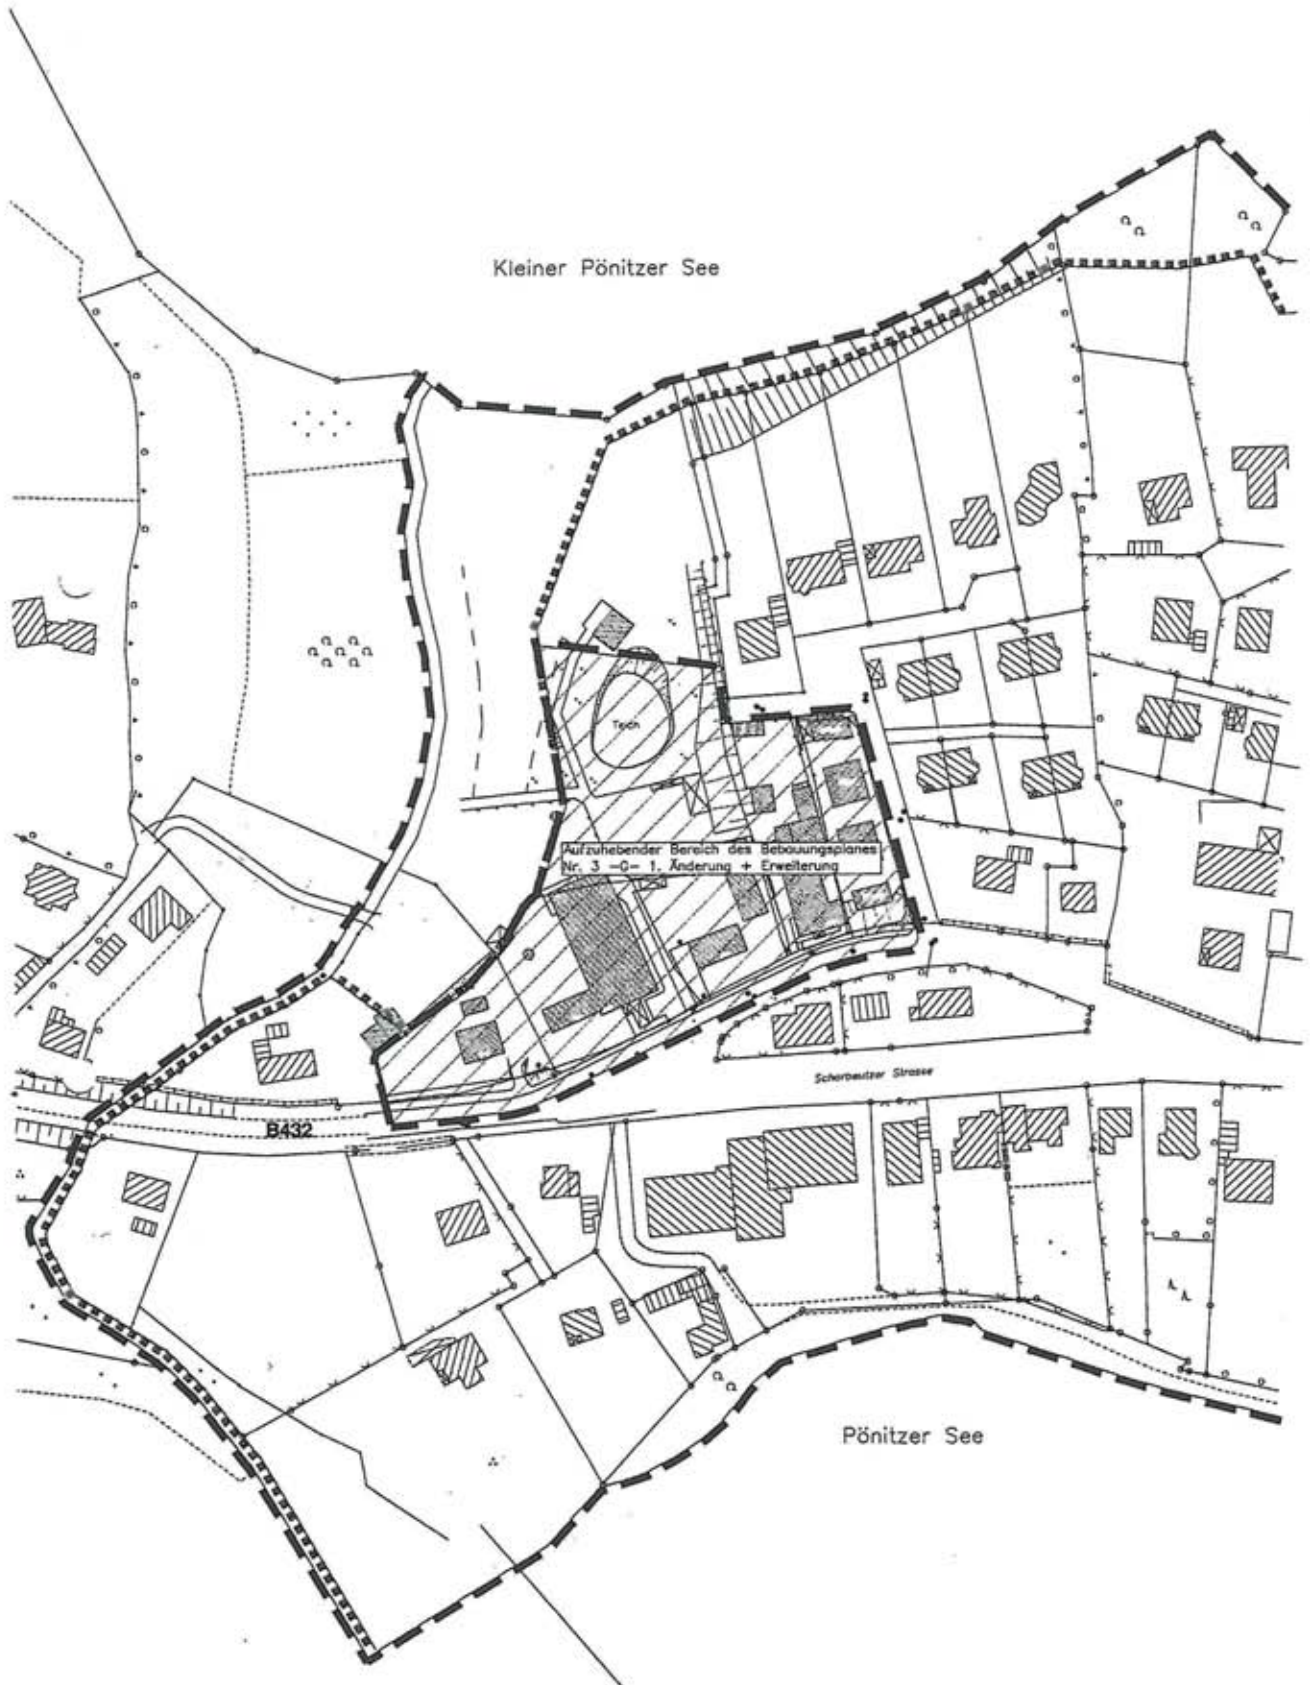 Kleiner Pönitzer See
Teich
Aufzuhebender Bereich des Bebauungsplanes
Nr. 3 -G- 1. Änderung + Erweiterung
Scharbeutzer Strasse
B432
Pönitzer See